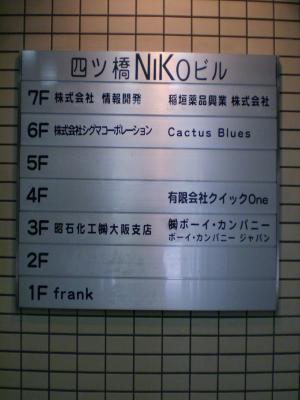 四ツ橋NIKOビル
7F 株式会社 情報開発 稲垣薬品興業 株式会社
6F 株式会社シグマコーポレーション Cactus Blues
5F
4F 有限会社クイックOne
3F 昭石化工㈱大阪支店 ㈱ボーイ・カンパニー
ボーイ・カンパニー ジャパン
2F
1F frank